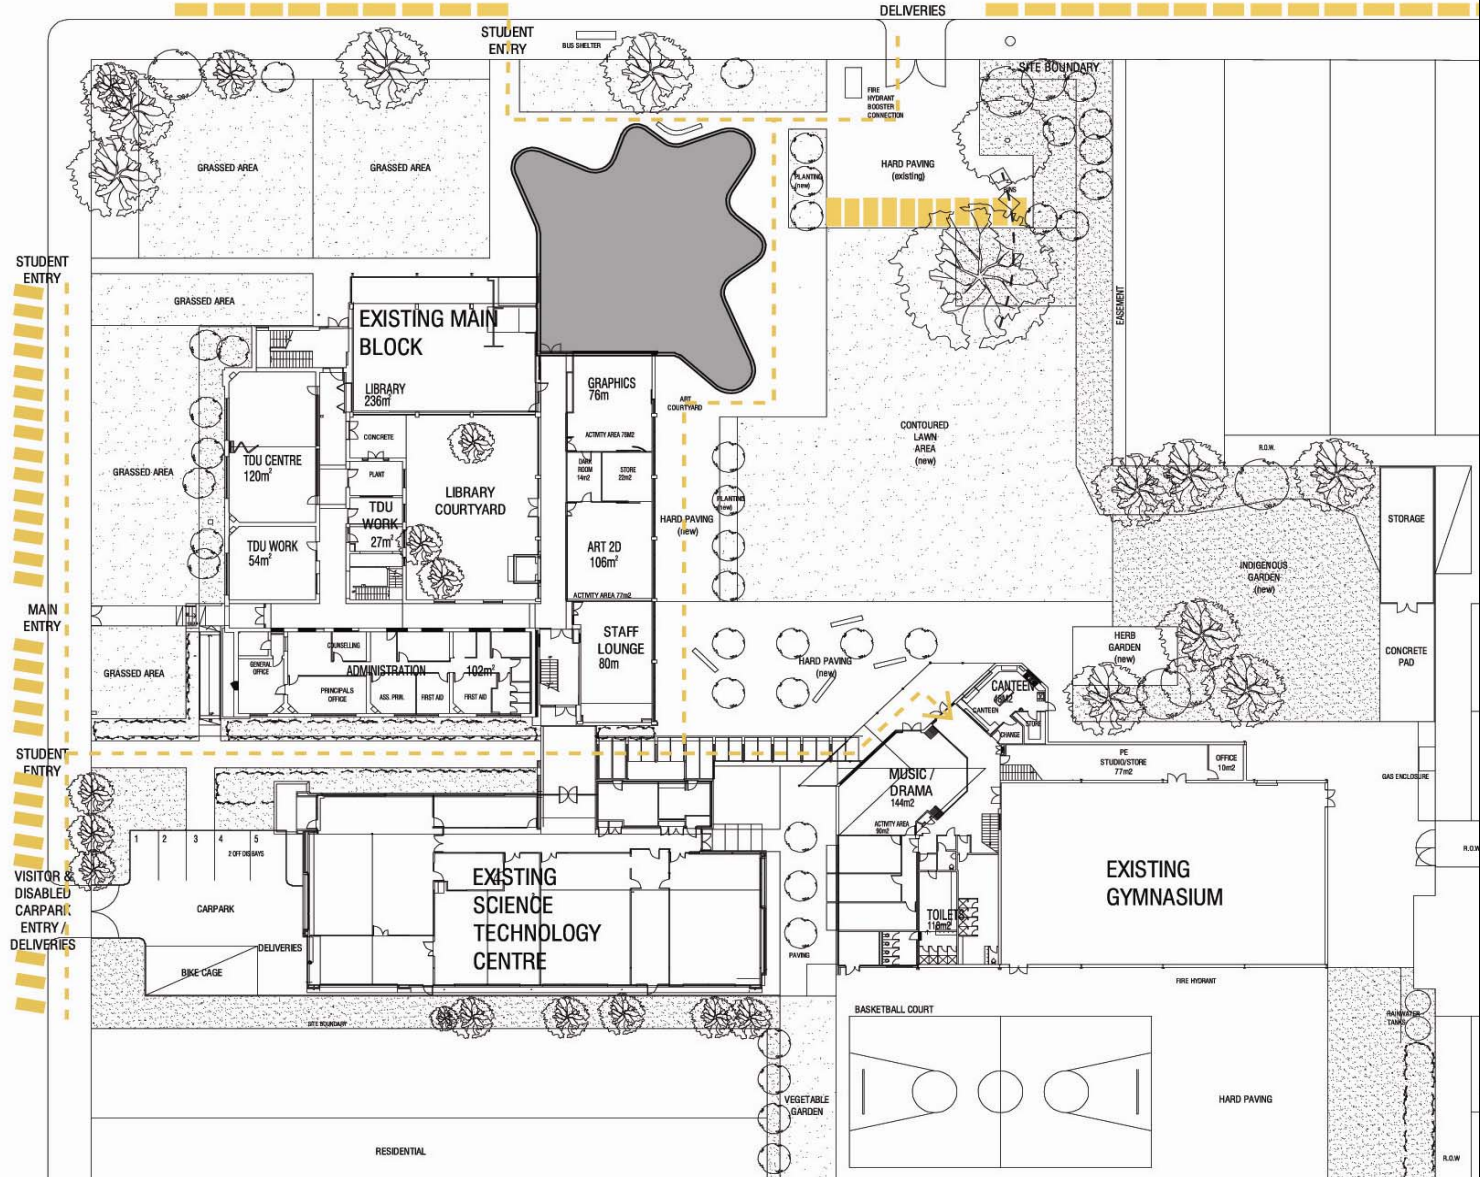 DELIVERIES
STUDENT
ENTRY
BUS SHELTER
SITE BOUNDARY
FIRE
HYDRANT
BOOSTER
CONNECTION
GRASSED AREA
GRASSED AREA
HARD PAVING
(existing)
PLANTING
(new)
BINS
STUDENT
ENTRY
GRASSED AREA
EASEMENT
EXISTING MAIN
BLOCK
LIBRARY
236m²
GRAPHICS
76m
ART
COURTYARD
ACTIVITY AREA 76M2
CONCRETE
CONTOURED
LAWN
AREA
(new)
R.O.W.
TDU CENTRE
120m²
GRASSED AREA
PLANT
DARK
ROOM
14m2
STORE
22m2
LIBRARY
COURTYARD
PLANTING
(new)
TDU
WORK
27m²
HARD PAVING
(new)
STORAGE
TDU WORK
54m²
ART 2D
106m²
INDIGENOUS
GARDEN
(new)
ACTIVITY AREA 77m2
MAIN
ENTRY
STAFF
LOUNGE
80m
HERB
GARDEN
(new)
CONCRETE
PAD
COUNSELLING
GENERAL
OFFICE
ADMINISTRATION 102m²
HARD PAVING
(new)
GRASSED AREA
PRINCIPALS
OFFICE
ASS. PRIN.
FIRST AID
FIRST AID
CANTEEN
CANTEEN
STORE
CHANGE
STUDENT
ENTRY
PE
STUDIO/STORE
77m2
OFFICE
10m2
MUSIC /
DRAMA
144m2
GAS ENCLOSURE
ACTIVITY AREA
90m2
1 2 3 4 5
2 OFF DIS BAYS
R.O.W
VISITOR &
DISABLED
CARPARK
ENTRY /
DELIVERIES
CARPARK
EXISTING
SCIENCE
TECHNOLOGY
CENTRE
EXISTING
GYMNASIUM
TOILETS
DELIVERIES
PAVING
BIKE CAGE
FIRE HYDRANT
SITE BOUNDARY
BASKETBALL COURT
RAINWATER
TANKS
VEGETABLE
GARDEN
HARD PAVING
RESIDENTIAL
R.O.W